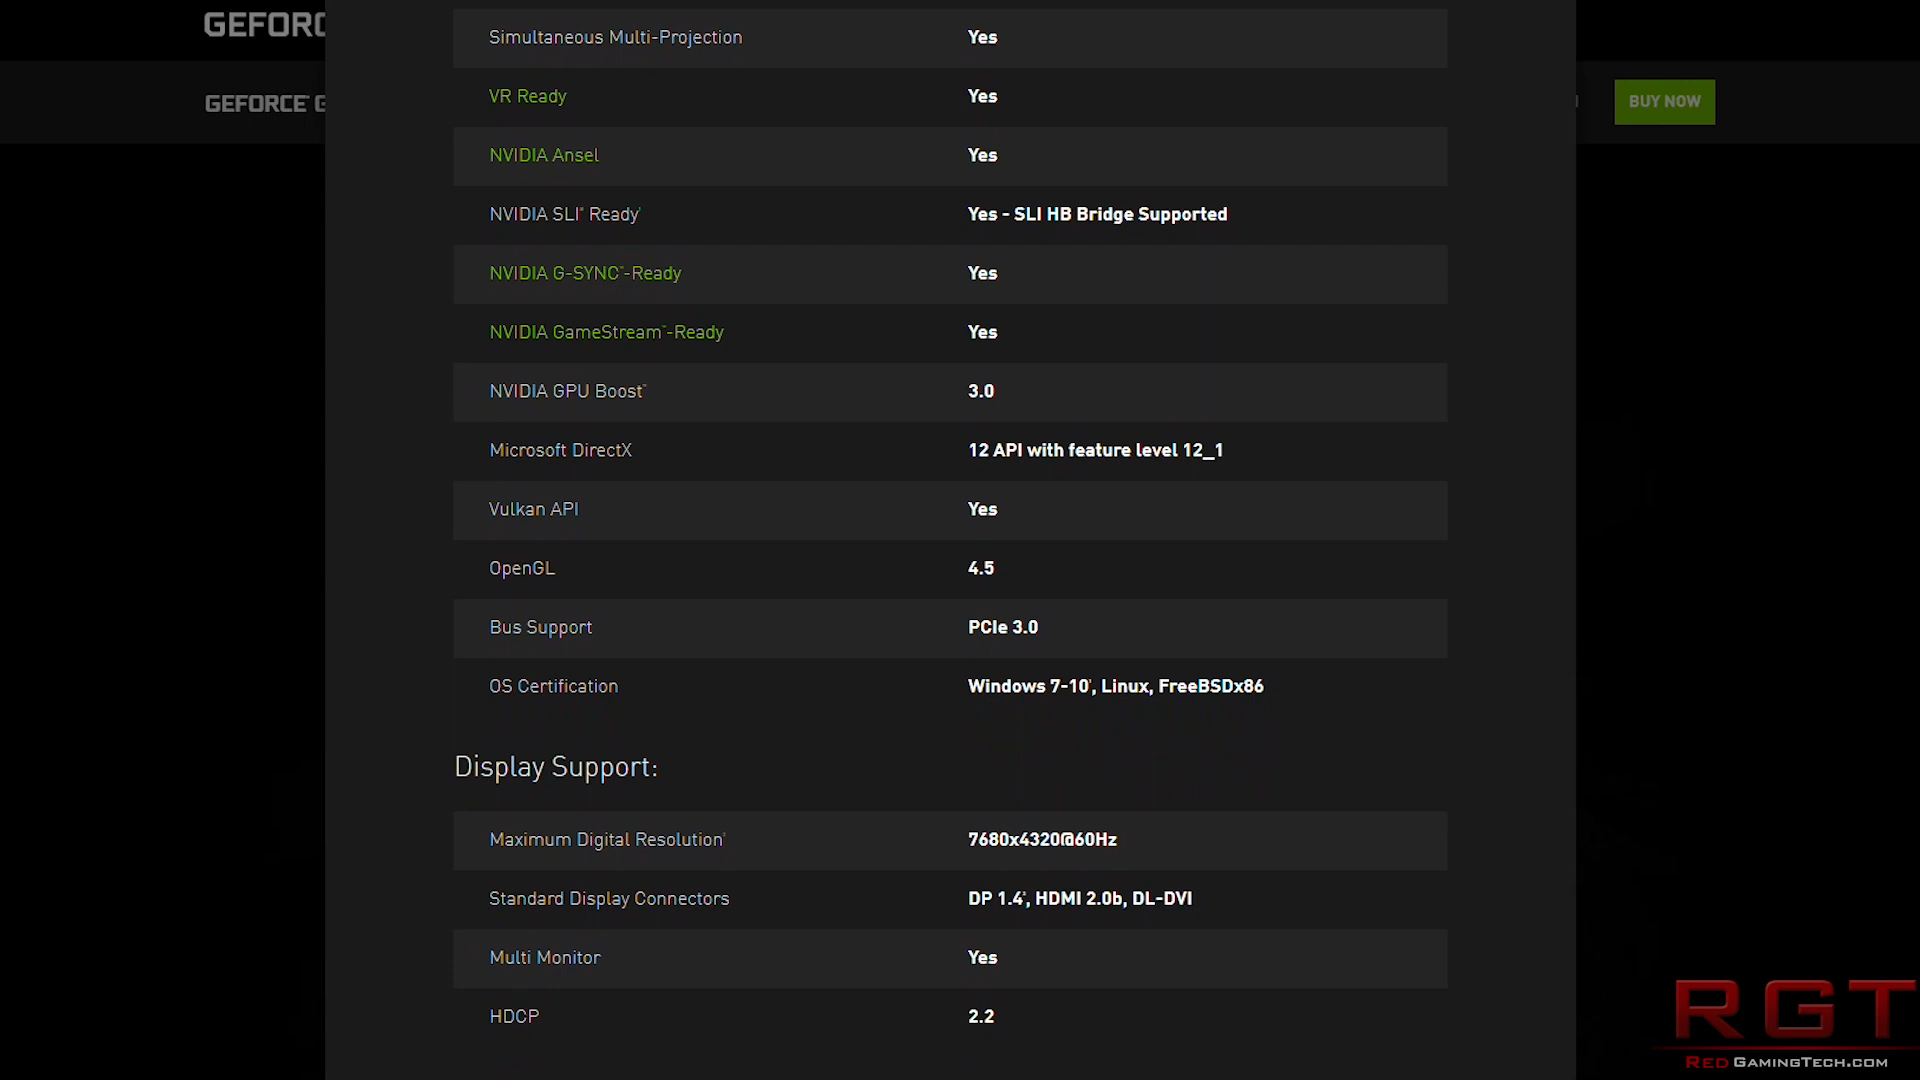 GEFORC
GEFORCE G
BUY NOW
Simultaneous Multi-Projection Yes
VR Ready Yes
NVIDIA Ansel Yes
NVIDIA SLI® Ready Yes - SLI HB Bridge Supported
NVIDIA G-SYNC™-Ready Yes
NVIDIA GameStream™-Ready Yes
NVIDIA GPU Boost™ 3.0
Microsoft DirectX 12 API with feature level 12_1
Vulkan API Yes
OpenGL 4.5
Bus Support PCIe 3.0
OS Certification Windows 7-10, Linux, FreeBSDx86
Display Support:
Maximum Digital Resolution 7680x4320@60Hz
Standard Display Connectors DP 1.4, HDMI 2.0b, DL-DVI
Multi Monitor Yes
HDCP 2.2
RGT
RED GAMINGTECH.COM